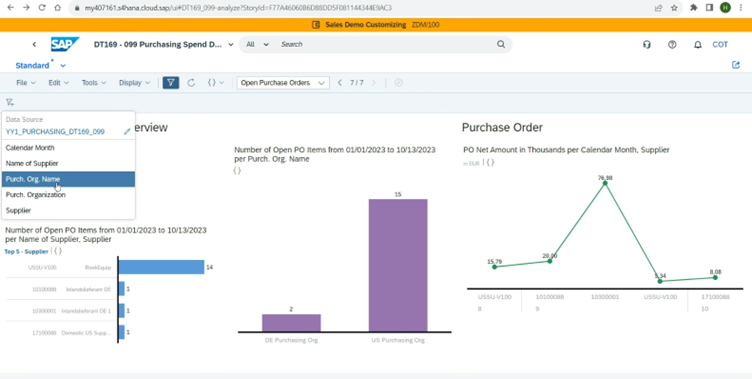 my407161.s4hana.cloud.sap/ui#DT169_099-analyze?StoryId=F77A46060B6D88DD5F081144344E9AC3
H
Sales Demo Customizing ZDM/100
SAP DT169 - 099 Purchasing Spend D... All Search COT
Standard *
File Edit Tools Display Open Purchase Orders 7 / 7
Data Source
YY1_PURCHASING_DT169_099
Calendar Month
Name of Supplier
Purch. Org. Name
Purch. Organization
Supplier
erview
Number of Open PO Items from 01/01/2023 to 10/13/2023
per Name of Supplier, Supplier
Top 5 - Supplier
USSU-V100 BookEquity 14
10100088 Inlandslieferant DE 1
10300001 Inlandslieferant DE 1 1
17100088 Domestic US Supp... 1
Number of Open PO Items from 01/01/2023 to 10/13/2023
per Purch. Org. Name
15
2
DE Purchasing Org US Purchasing Org
Purchase Order
PO Net Amount in Thousands per Calendar Month, Supplier
in EUR
76,98
15,79
5,34
8,08
USSU-V100 10100088 10300001 USSU-V100 17100088
8 9 10